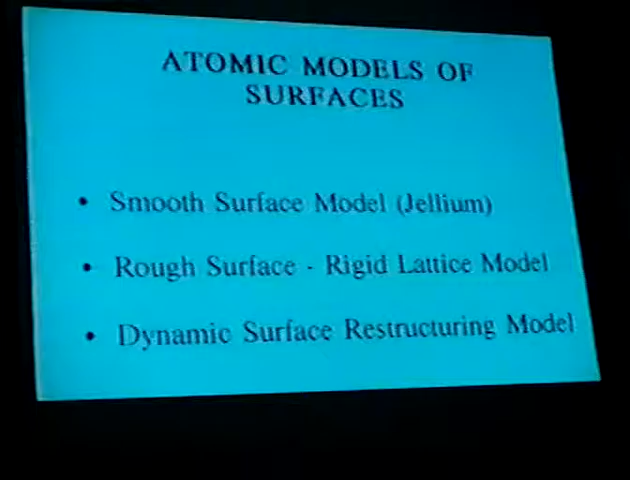 ATOMIC MODELS OF
SURFACES
• Smooth Surface Model (Jellium)
• Rough Surface - Rigid Lattice Model
• Dynamic Surface Restructuring Model